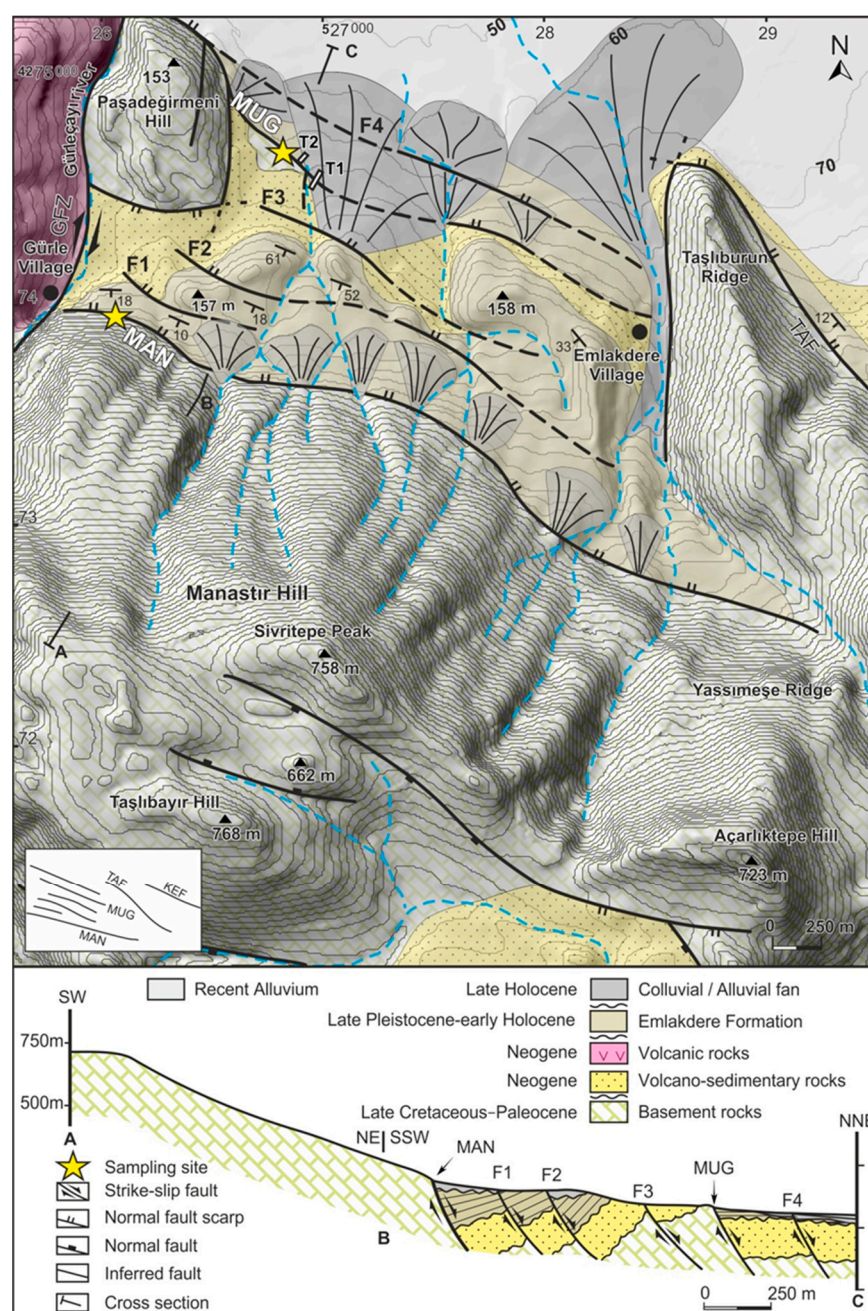 26
527000
50
28
60
29
N
C
4275000
153
Paşadeğirmeni
Hill
Gürleçayı river
MUG
T2
T1
F4
70
F3
GFZ
Gürle
Village
F2
61
F1
Taşlıburun
Ridge
74
18
157 m
18
52
158 m
12
TAF
10
MAN
33
Emlakdere
Village
B
73
Manastır Hill
A
Sivritepe Peak
758 m
Yassımeşe Ridge
72
662 m
Taşlıbayır Hill
768 m
Açarlıktepe Hill
723 m
TAF
KEF
MUG
MAN
0 250 m
SW
Recent Alluvium
Late Holocene Colluvial / Alluvial fan
Late Pleistocene-early Holocene Emlakdere Formation
750m
Neogene Volcanic rocks
Neogene Volcano-sedimentary rocks
500m
Late Cretaceous–Paleocene Basement rocks
A
NE SSW
NNE
MAN
Sampling site
F1
F2
MUG
Strike-slip fault
F3
F4
Normal fault scarp
B
Normal fault
Inferred fault
Cross section
0 250 m
C